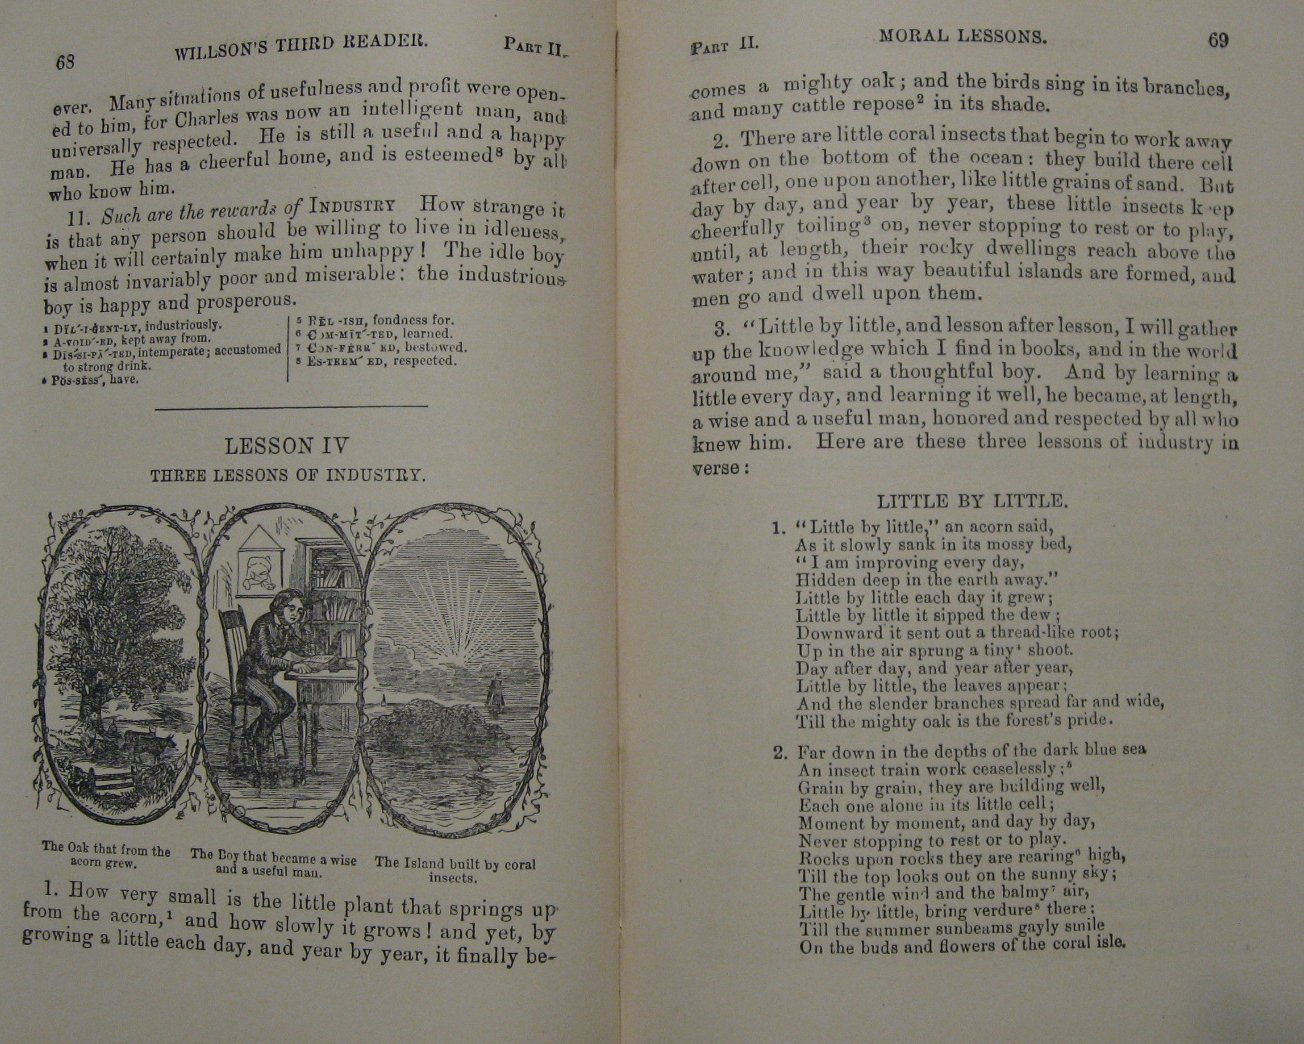 68 WILLSON'S THIRD READER. PART II.
ever. Many situations of usefulness and profit were open-
ed to him, for Charles was now an intelligent man, and
universally respected. He is still a useful and a happy
man. He has a cheerful home, and is esteemed⁸ by all
who know him.
11. Such are the rewards of INDUSTRY How strange it
is that any person should be willing to live in idleness,
when it will certainly make him unhappy! The idle boy
is almost invariably poor and miserable: the industrious
boy is happy and prosperous.
¹ DĬL´-I-ĠENT-LY, industriously.
² A-VOID´-ED, kept away from.
³ DĬS´-SI-PĀ´-TED, intemperate; accustomed
to strong drink.
⁴ PŎS-SĔSS´, have.
⁵ RĔL´-ISH, fondness for.
⁶ COM-MĬT´-TED, learned.
⁷ CON-FĔRR´ ED, bestowed.
⁸ ES-TEEM´ ED, respected.
LESSON IV
THREE LESSONS OF INDUSTRY.
The Oak that from the
acorn grew.
The Boy that became a wise
and a useful man.
The Island built by coral
insects.
1. How very small is the little plant that springs up
from the acorn,¹ and how slowly it grows! and yet, by
growing a little each day, and year by year, it finally be-
PART II. MORAL LESSONS. 69
comes a mighty oak; and the birds sing in its branches,
and many cattle repose² in its shade.
2. There are little coral insects that begin to work away
down on the bottom of the ocean: they build there cell
after cell, one upon another, like little grains of sand. But
day by day, and year by year, these little insects keep
cheerfully toiling³ on, never stopping to rest or to play,
until, at length, their rocky dwellings reach above the
water; and in this way beautiful islands are formed, and
men go and dwell upon them.
3. "Little by little, and lesson after lesson, I will gather
up the knowledge which I find in books, and in the world
around me," said a thoughtful boy. And by learning a
little every day, and learning it well, he became, at length,
a wise and a useful man, honored and respected by all who
knew him. Here are these three lessons of industry in
verse:
LITTLE BY LITTLE.
1. "Little by little," an acorn said,
As it slowly sank in its mossy bed,
"I am improving every day,
Hidden deep in the earth away."
Little by little each day it grew;
Little by little it sipped the dew;
Downward it sent out a thread-like root;
Up in the air sprung a tiny⁴ shoot.
Day after day, and year after year,
Little by little, the leaves appear;
And the slender branches spread far and wide,
Till the mighty oak is the forest's pride.
2. Far down in the depths of the dark blue sea
An insect train work ceaselessly;⁵
Grain by grain, they are building well,
Each one alone in its little cell;
Moment by moment, and day by day,
Never stopping to rest or to play.
Rocks upon rocks they are rearing⁶ high,
Till the top looks out on the sunny sky;
The gentle wind and the balmy⁷ air,
Little by little, bring verdure⁸ there;
Till the summer sunbeams gayly smile
On the buds and flowers of the coral isle.